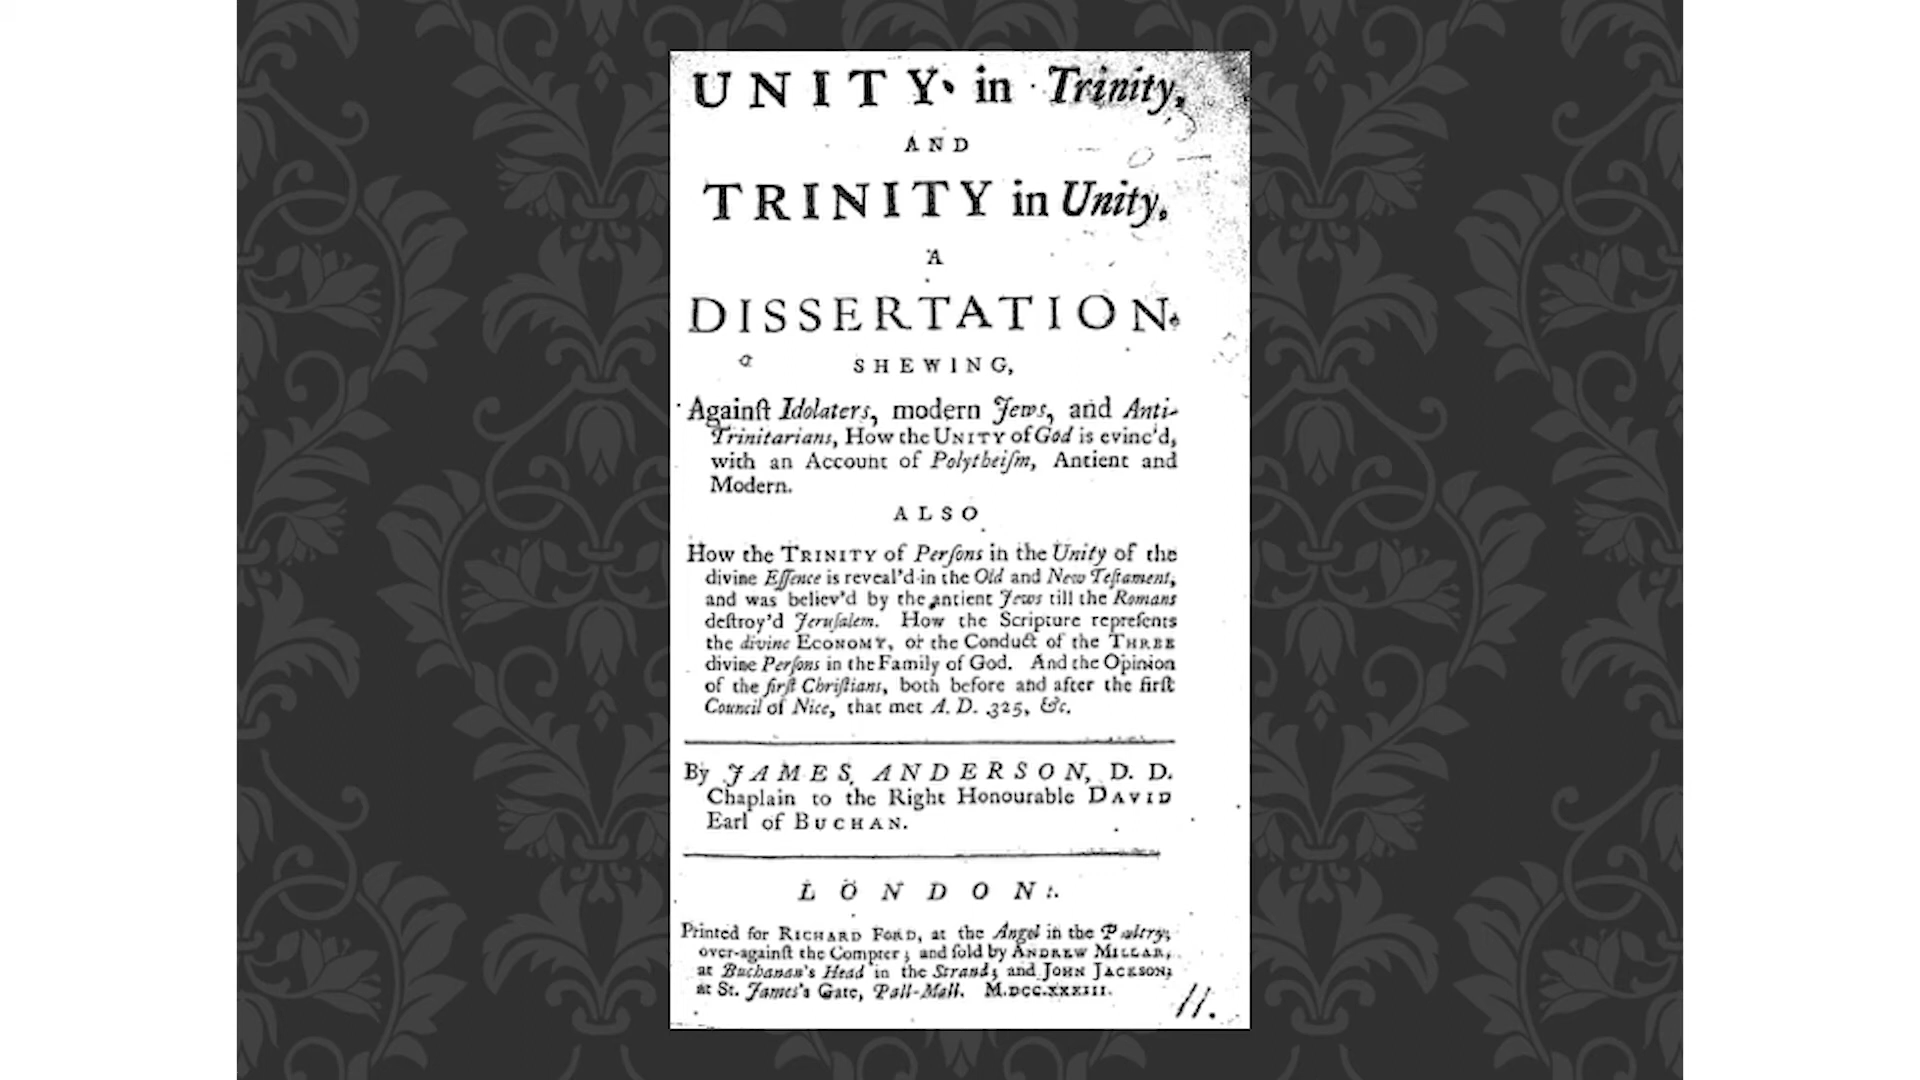 UNITY in Trinity,
AND
TRINITY in Unity,
A
DISSERTATION
SHEWING,
Againſt Idolaters, modern Jews, and Anti-
Trinitarians, How the UNITY of God is evinc'd,
with an Account of Polytheiſm, Antient and
Modern.
ALSO
How the TRINITY of Perſons in the Unity of the
divine Eſſence is reveal'd in the Old and New Teſtament,
and was believ'd by the antient Jews till the Romans
deſtroy'd Jeruſalem. How the Scripture repreſents
the divine ECONOMY, or the Conduct of the THREE
divine Perſons in the Family of God. And the Opinion
of the firſt Chriſtians, both before and after the firſt
Council of Nice, that met A. D. 325, &c.
By JAMES ANDERSON, D. D.
Chaplain to the Right Honourable DAVID
Earl of BUCHAN.
LONDON:
Printed for RICHARD FORD, at the Angel in the Poultry,
over-againſt the Compter; and ſold by ANDREW MILLAR,
at Buchanan's Head in the Strand; and JOHN JACKSON,
at St. James's Gate, Pall-Mall. M.DCC.XXXIII.
11.